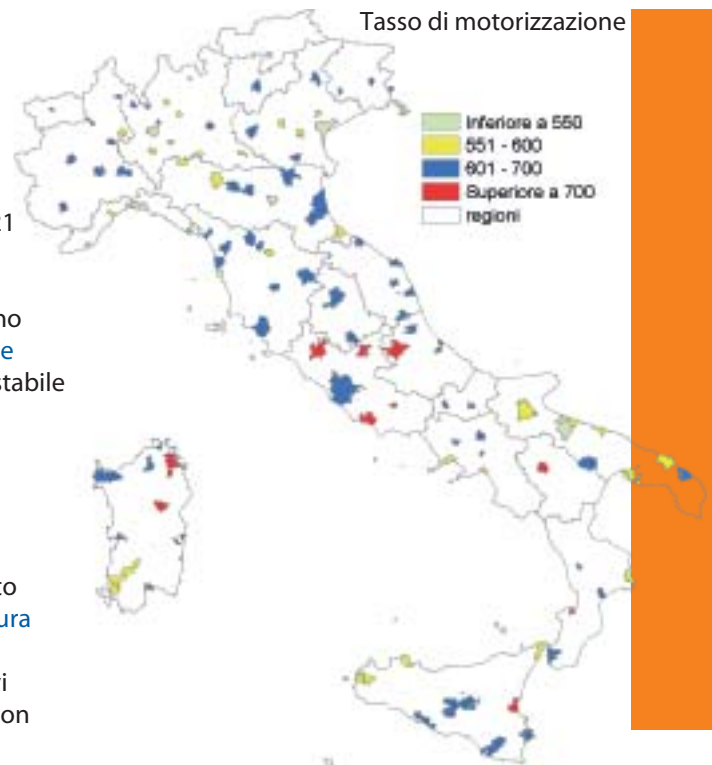 Tasso di motorizzazione
Inferiore a 550
551 - 600
601 - 700
Superiore a 700
regioni
21
no
e
stabile
to
ura
i
on